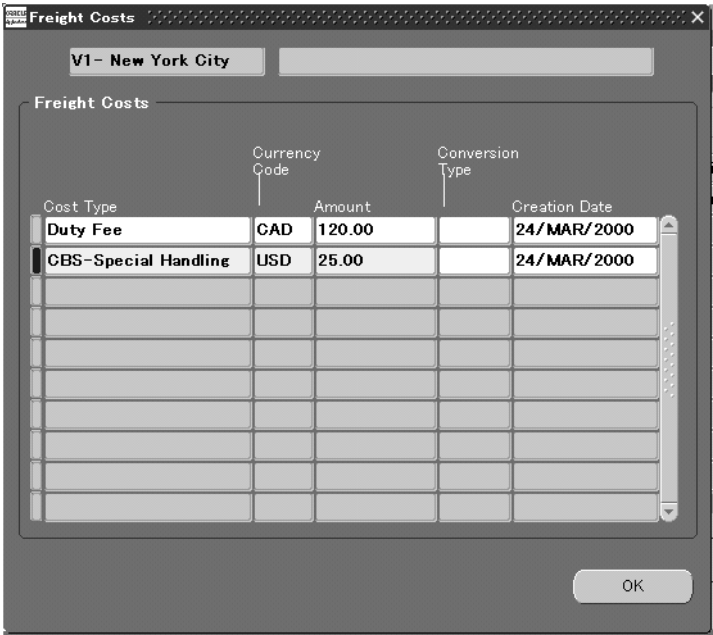 Freight Costs
V1- New York City
Freight Costs
Currency Conversion
Code Type
Cost Type Amount Creation Date
Duty Fee CAD 120.00 24/MAR/2000
CBS-Special Handling USD 25.00 24/MAR/2000
OK